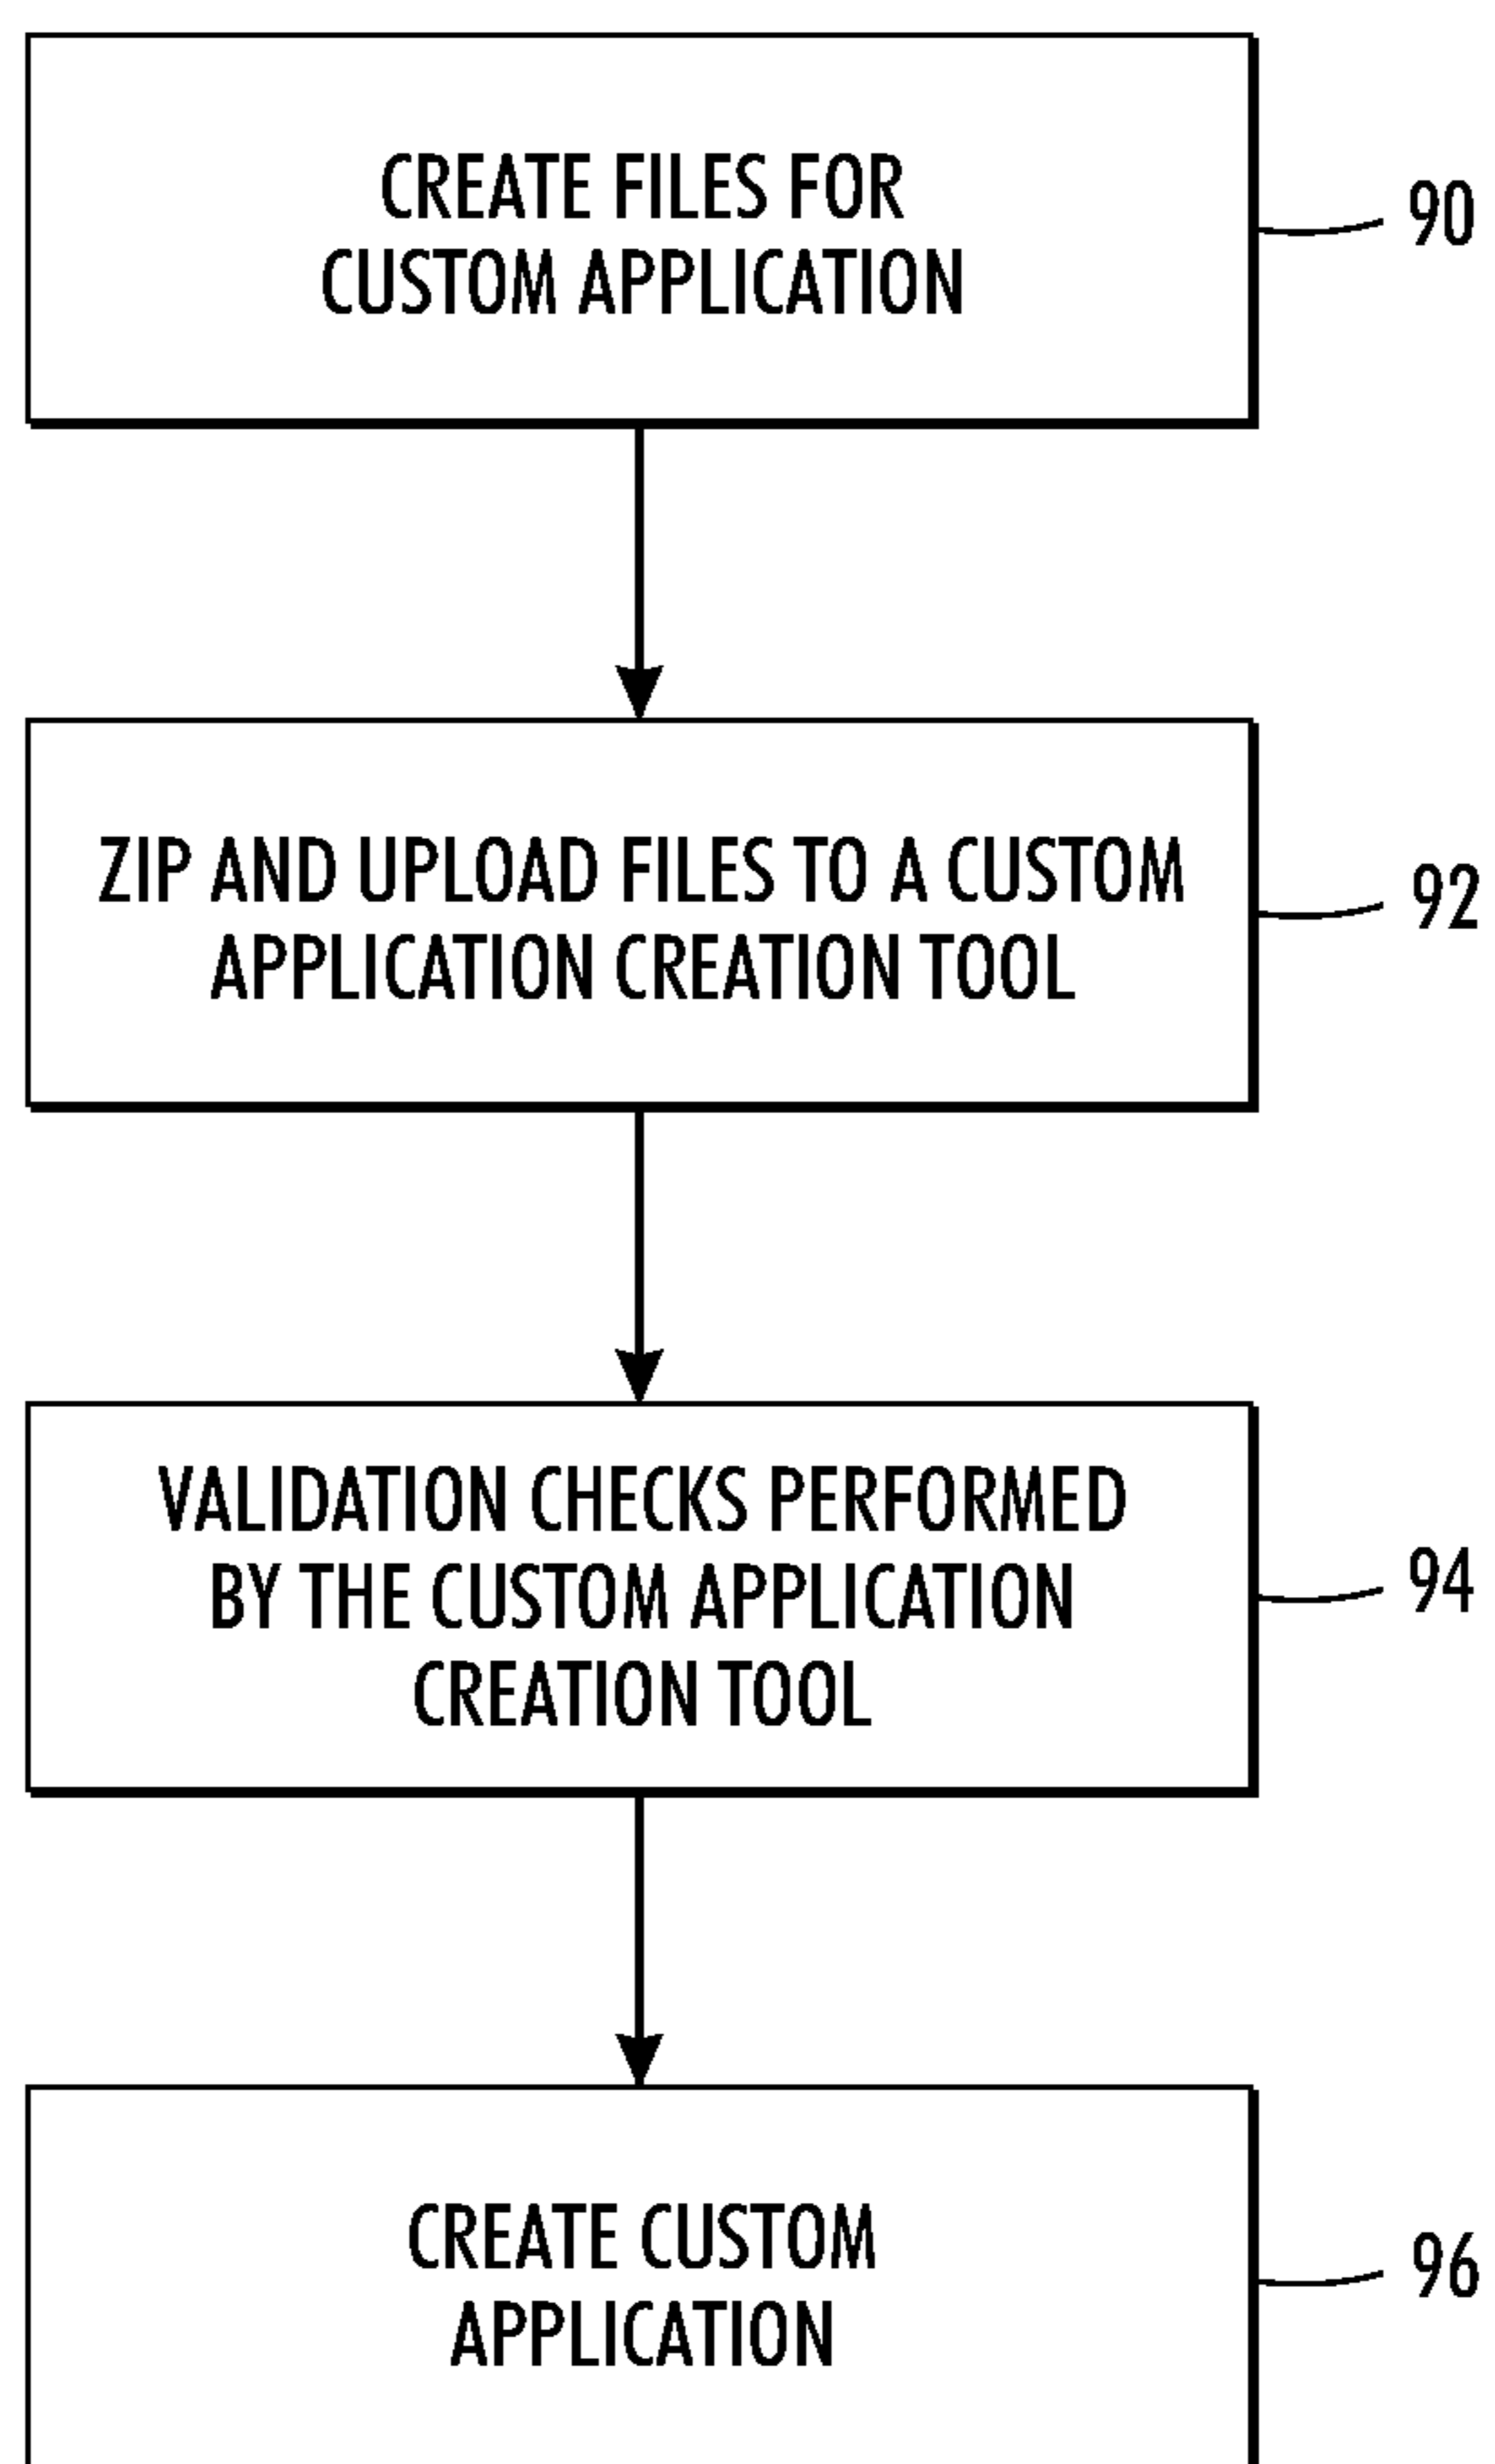 CREATE FILES FOR
CUSTOM APPLICATION
90
ZIP AND UPLOAD FILES TO A CUSTOM
APPLICATION CREATION TOOL
92
VALIDATION CHECKS PERFORMED
BY THE CUSTOM APPLICATION
CREATION TOOL
94
CREATE CUSTOM
APPLICATION
96